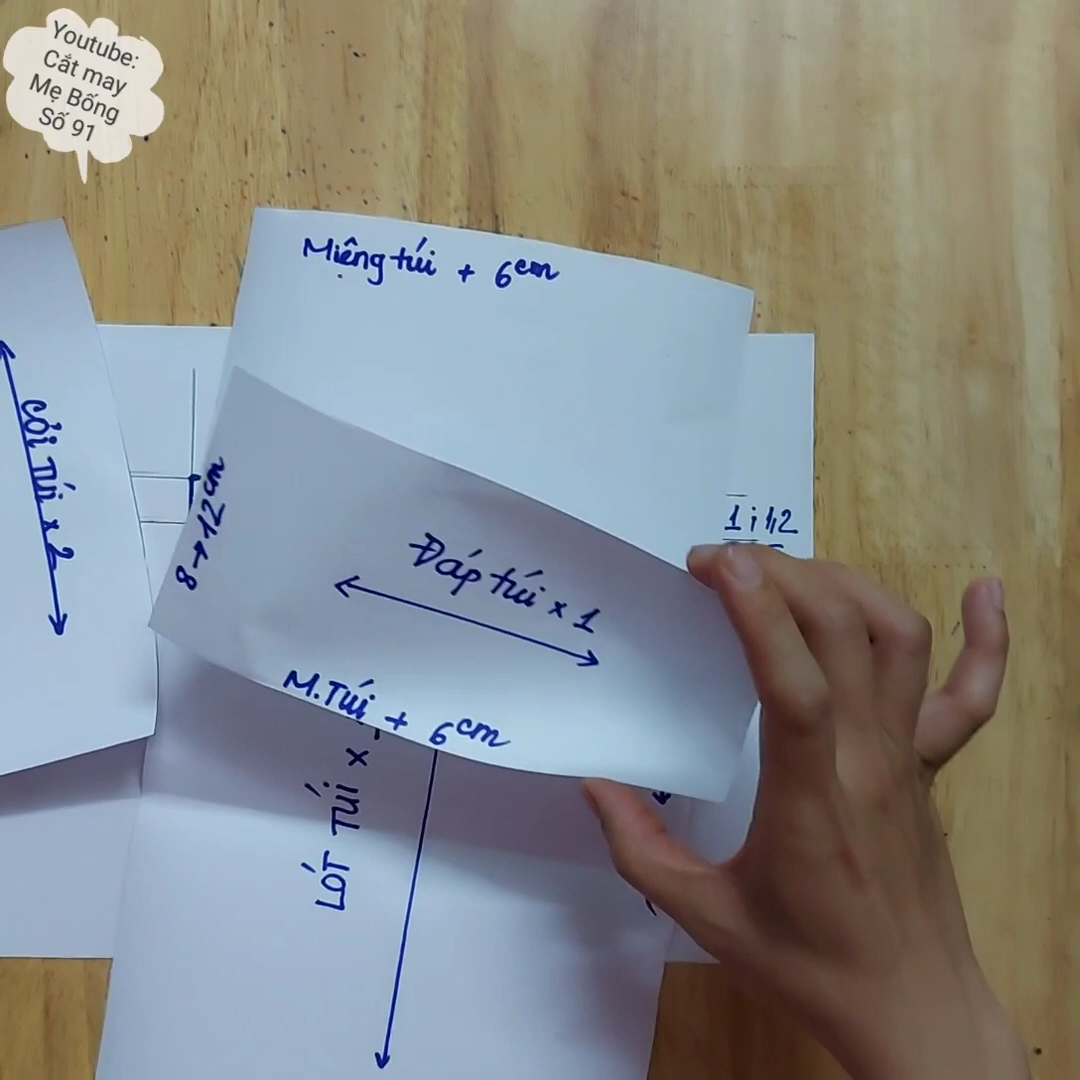 Youtube:
Cắt may
Mẹ Bống
Số 91
Miệng túi + 6cm
CƠI TÚI x 2
8→12cm
Đáp túi x 1
M.TÚi + 6cm
LÓT TÚI x